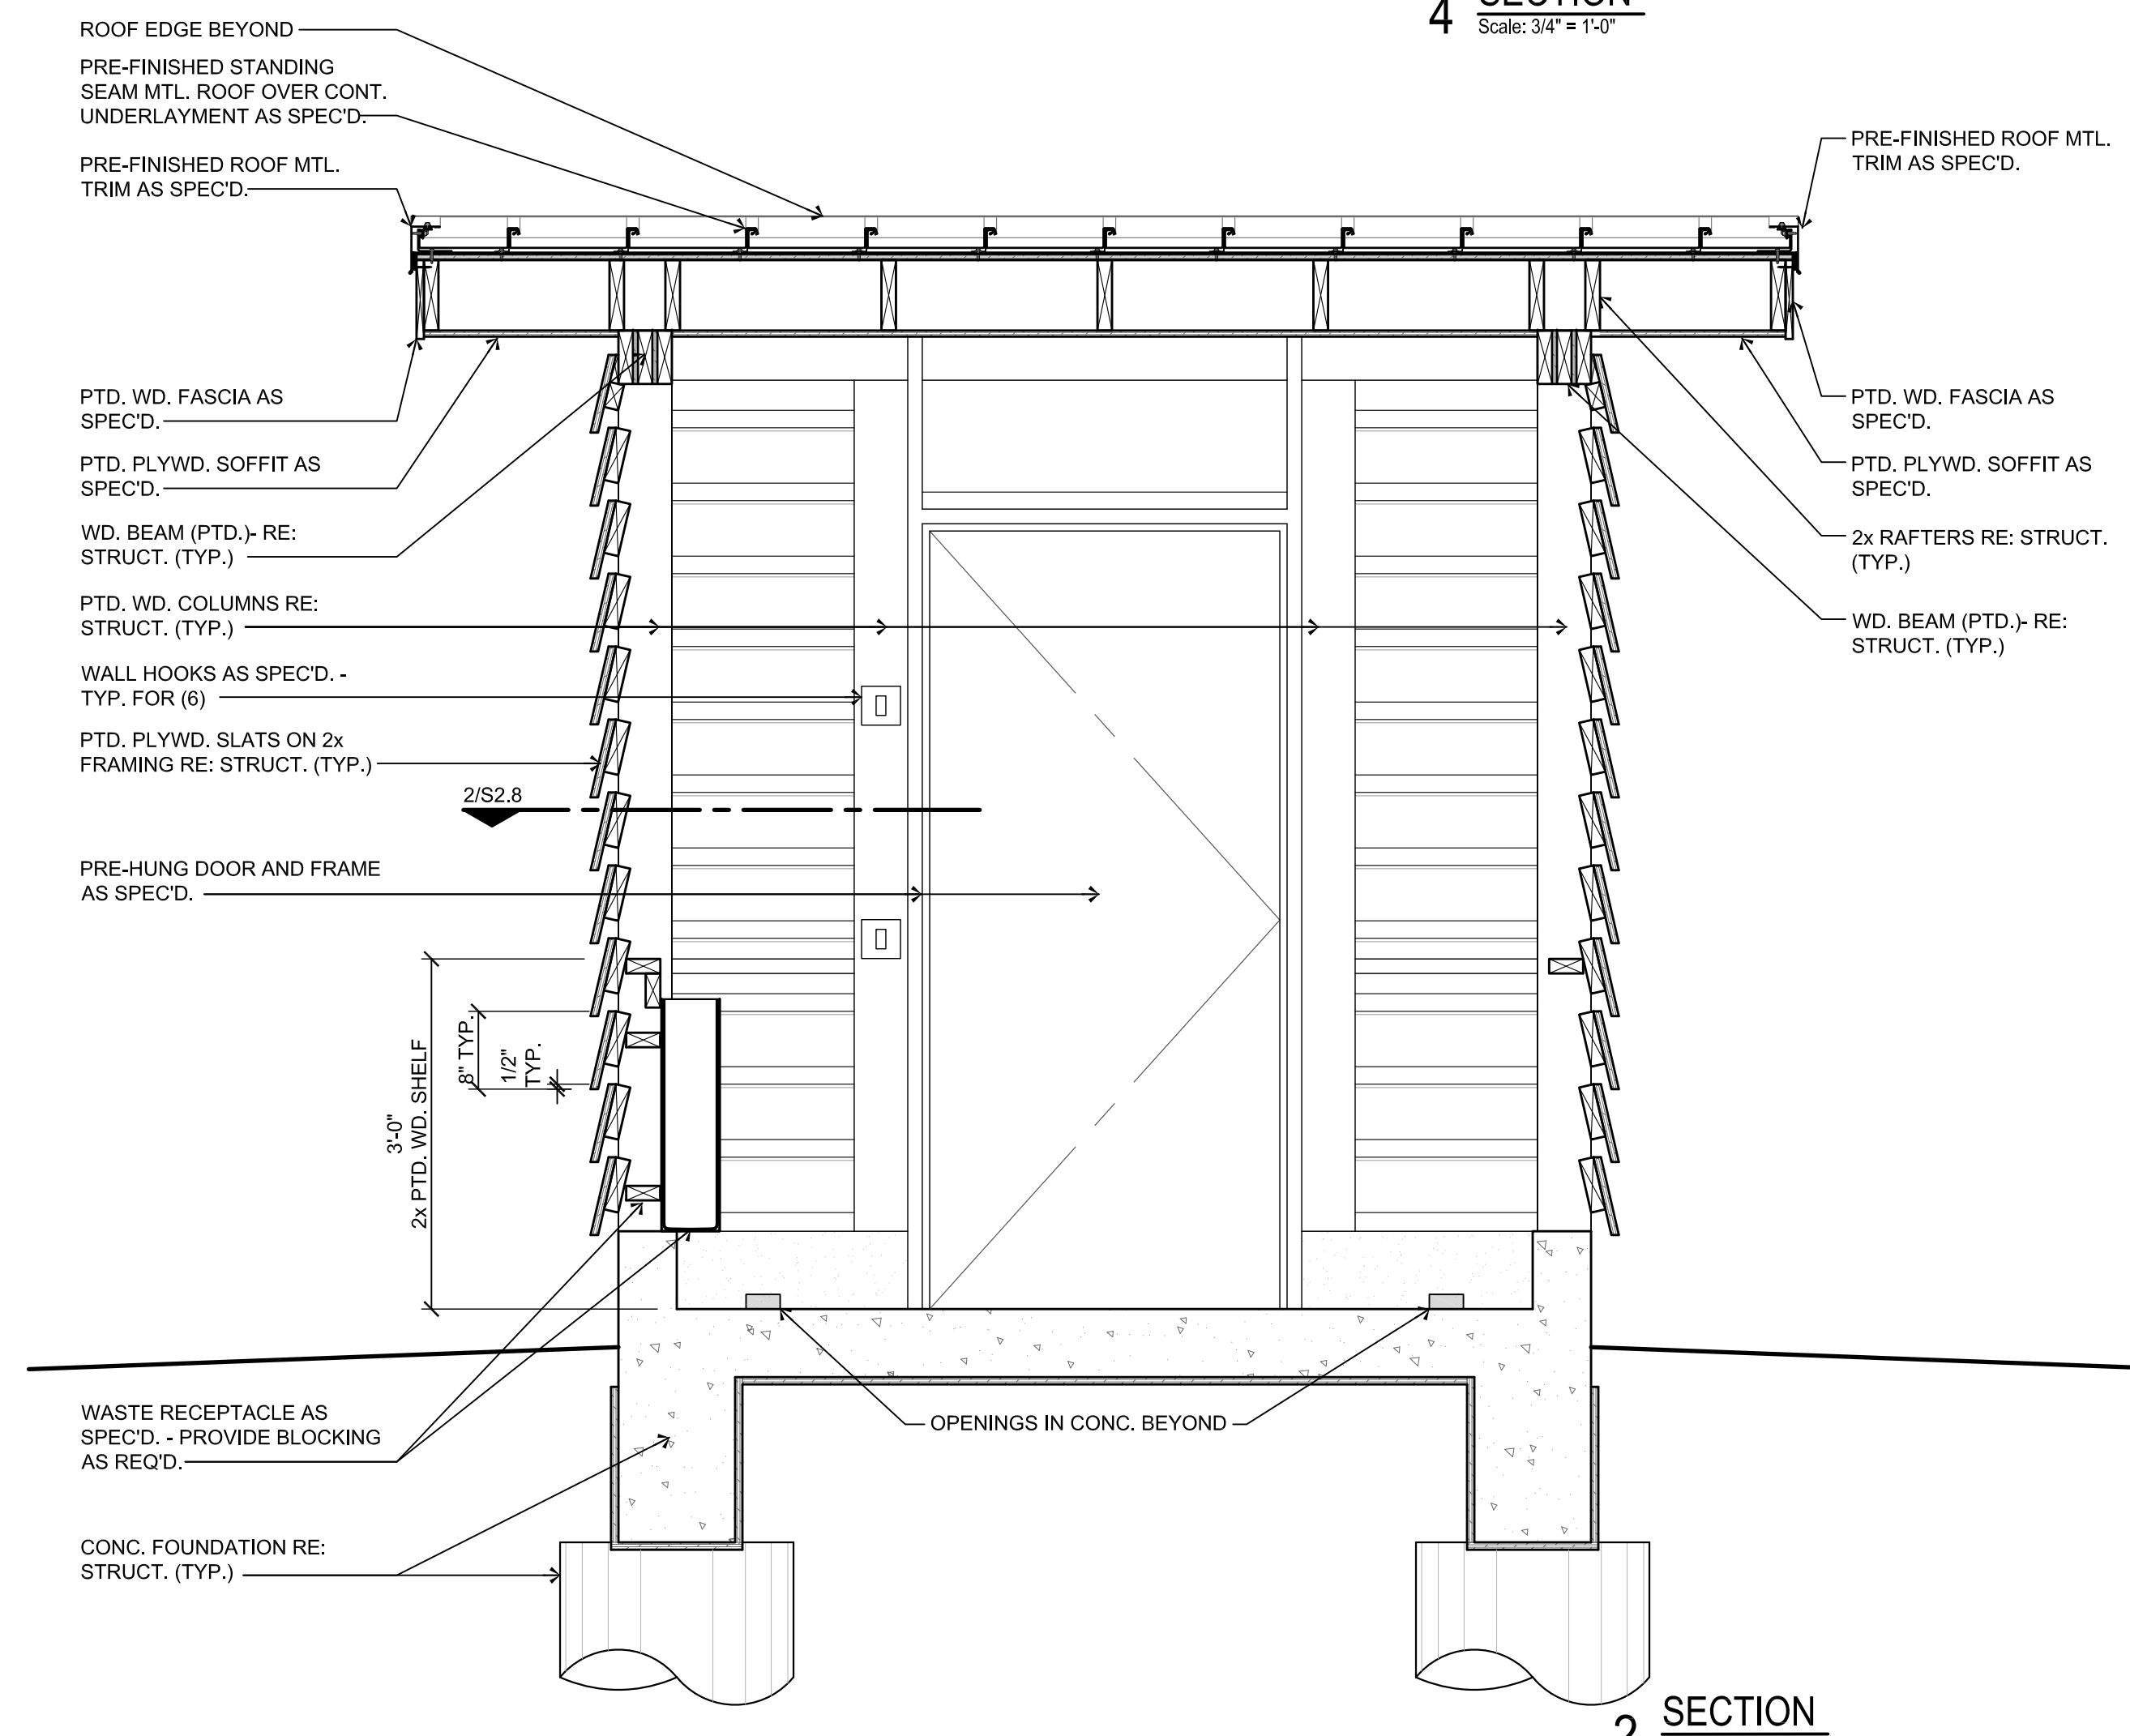 4 SECTION
Scale: 3/4" = 1'-0"
ROOF EDGE BEYOND
PRE-FINISHED STANDING
SEAM MTL. ROOF OVER CONT.
UNDERLAYMENT AS SPEC'D.
PRE-FINISHED ROOF MTL.
TRIM AS SPEC'D.
PTD. WD. FASCIA AS
SPEC'D.
PTD. PLYWD. SOFFIT AS
SPEC'D.
WD. BEAM (PTD.)- RE:
STRUCT. (TYP.)
PTD. WD. COLUMNS RE:
STRUCT. (TYP.)
WALL HOOKS AS SPEC'D. -
TYP. FOR (6)
PTD. PLYWD. SLATS ON 2x
FRAMING RE: STRUCT. (TYP.)
2/S2.8
PRE-HUNG DOOR AND FRAME
AS SPEC'D.
3'-0"
2x PTD. WD. SHELF
8" TYP.
1/2"
TYP.
WASTE RECEPTACLE AS
SPEC'D. - PROVIDE BLOCKING
AS REQ'D.
CONC. FOUNDATION RE:
STRUCT. (TYP.)
OPENINGS IN CONC. BEYOND
PRE-FINISHED ROOF MTL.
TRIM AS SPEC'D.
PTD. WD. FASCIA AS
SPEC'D.
PTD. PLYWD. SOFFIT AS
SPEC'D.
2x RAFTERS RE: STRUCT.
(TYP.)
WD. BEAM (PTD.)- RE:
STRUCT. (TYP.)
2 SECTION